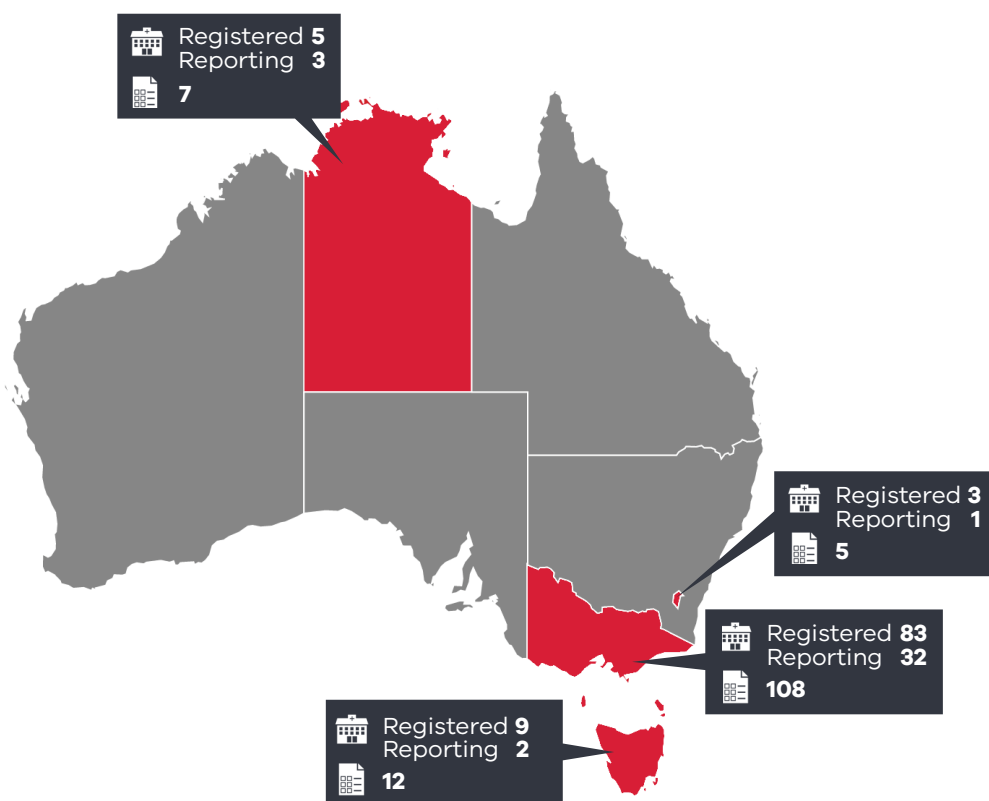 Registered 5
Reporting 3
7
Registered 3
Reporting 1
5
Registered 83
Reporting 32
108
Registered 9
Reporting 2
12